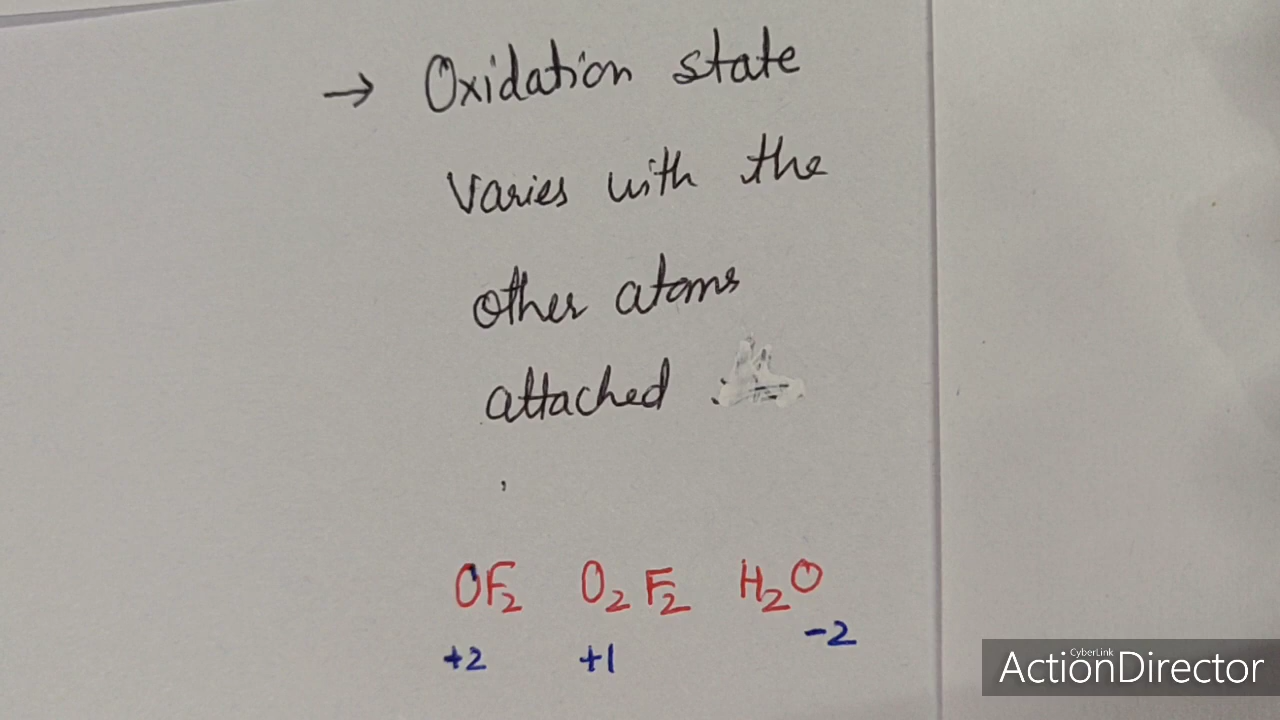 → Oxidation state
varies with the
other atoms
attached .
OF₂ O₂F₂ H₂O
+2 +1 -2
CyberLink
ActionDirector